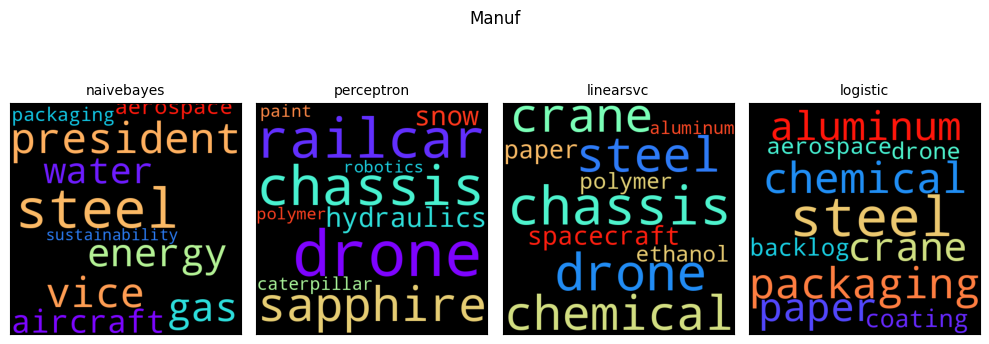 Manuf
naivebayes
packaging aerospace
president
water
steel
sustainability
energy
vice
gas
aircraft
perceptron
paint snow
railcar
robotics
chassis
polymer hydraulics
drone
caterpillar
sapphire
linearsvc
crane
aluminum
paper steel
polymer
chassis
spacecraft
ethanol
drone
chemical
logistic
aluminum
aerospace drone
chemical
steel
backlog crane
packaging
paper coating